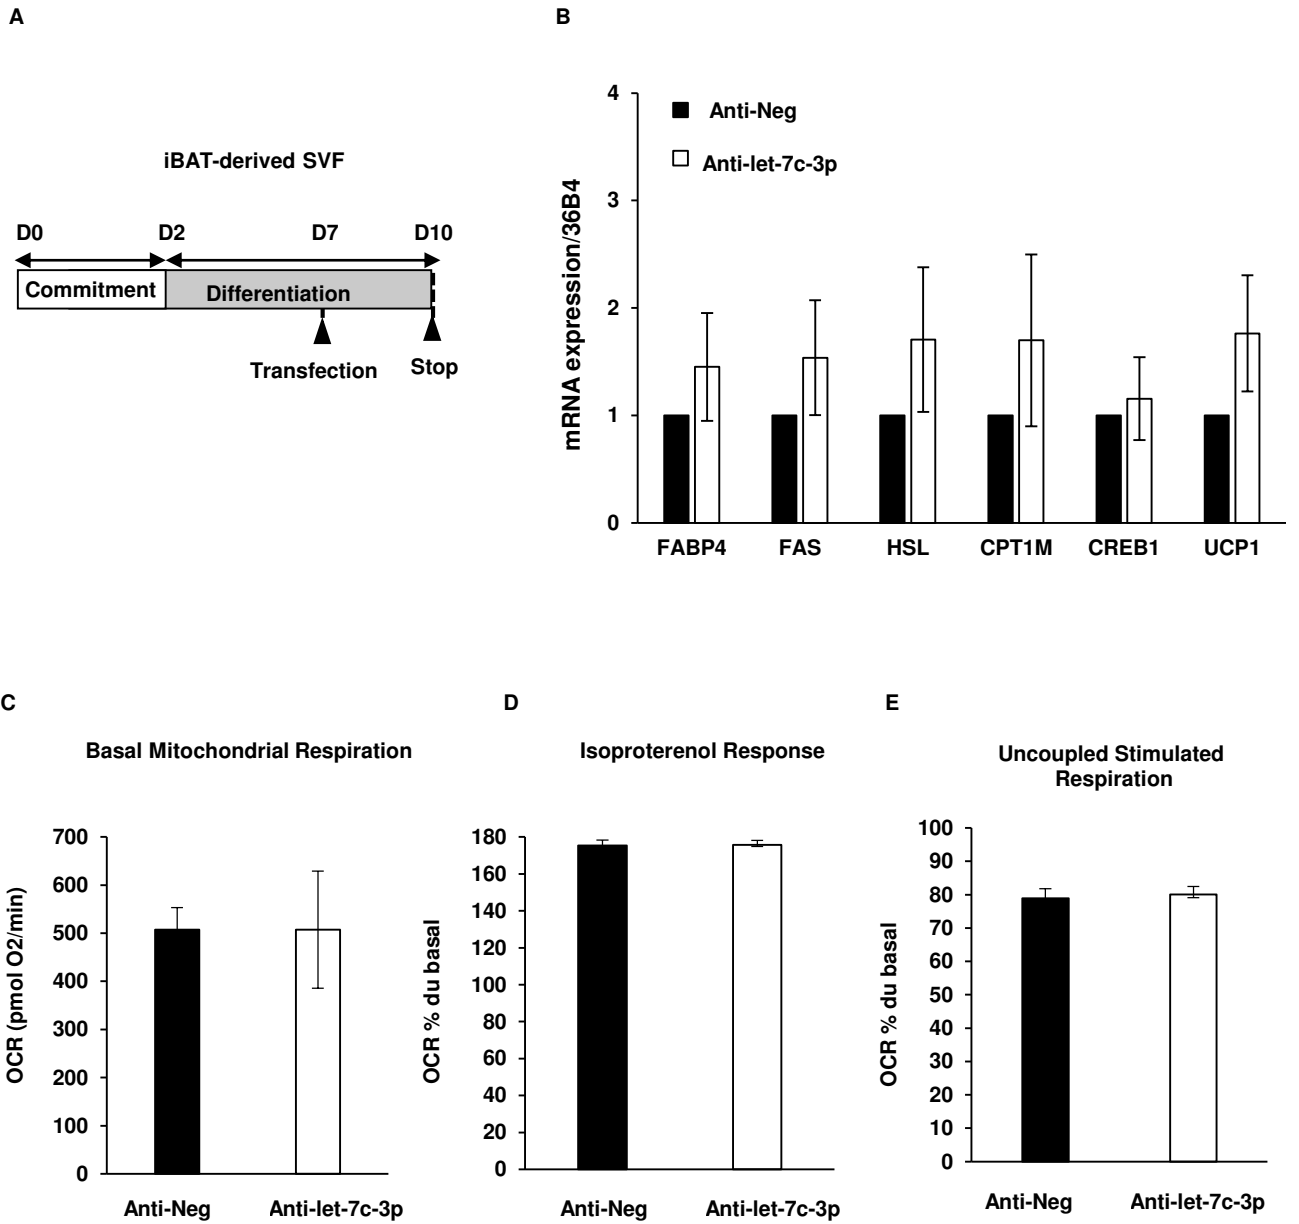 A
iBAT-derived SVF
D0 D2 D7 D10
Commitment Differentiation
Transfection Stop
B
mRNA expression/36B4
4
3
2
1
0
Anti-Neg
Anti-let-7c-3p
FABP4 FAS HSL CPT1M CREB1 UCP1
C
Basal Mitochondrial Respiration
OCR (pmol O2/min)
700
600
500
400
300
200
100
0
Anti-Neg Anti-let-7c-3p
D
Isoproterenol Response
OCR % du basal
180
160
140
120
100
80
60
40
20
0
Anti-Neg Anti-let-7c-3p
E
Uncoupled Stimulated
Respiration
OCR % du basal
100
90
80
70
60
50
40
30
20
10
0
Anti-Neg Anti-let-7c-3p